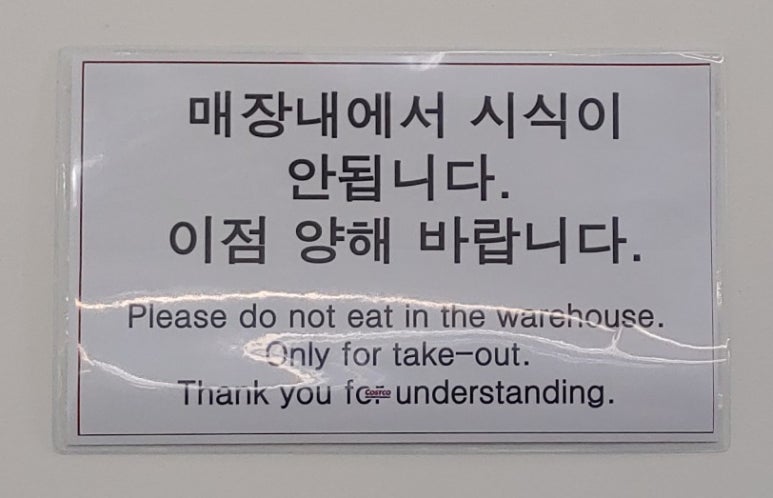 매장내에서 시식이
안됩니다.
이점 양해 바랍니다.
Please do not eat in the warehouse.
Only for take-out.
Thank you for understanding.
COSTCO